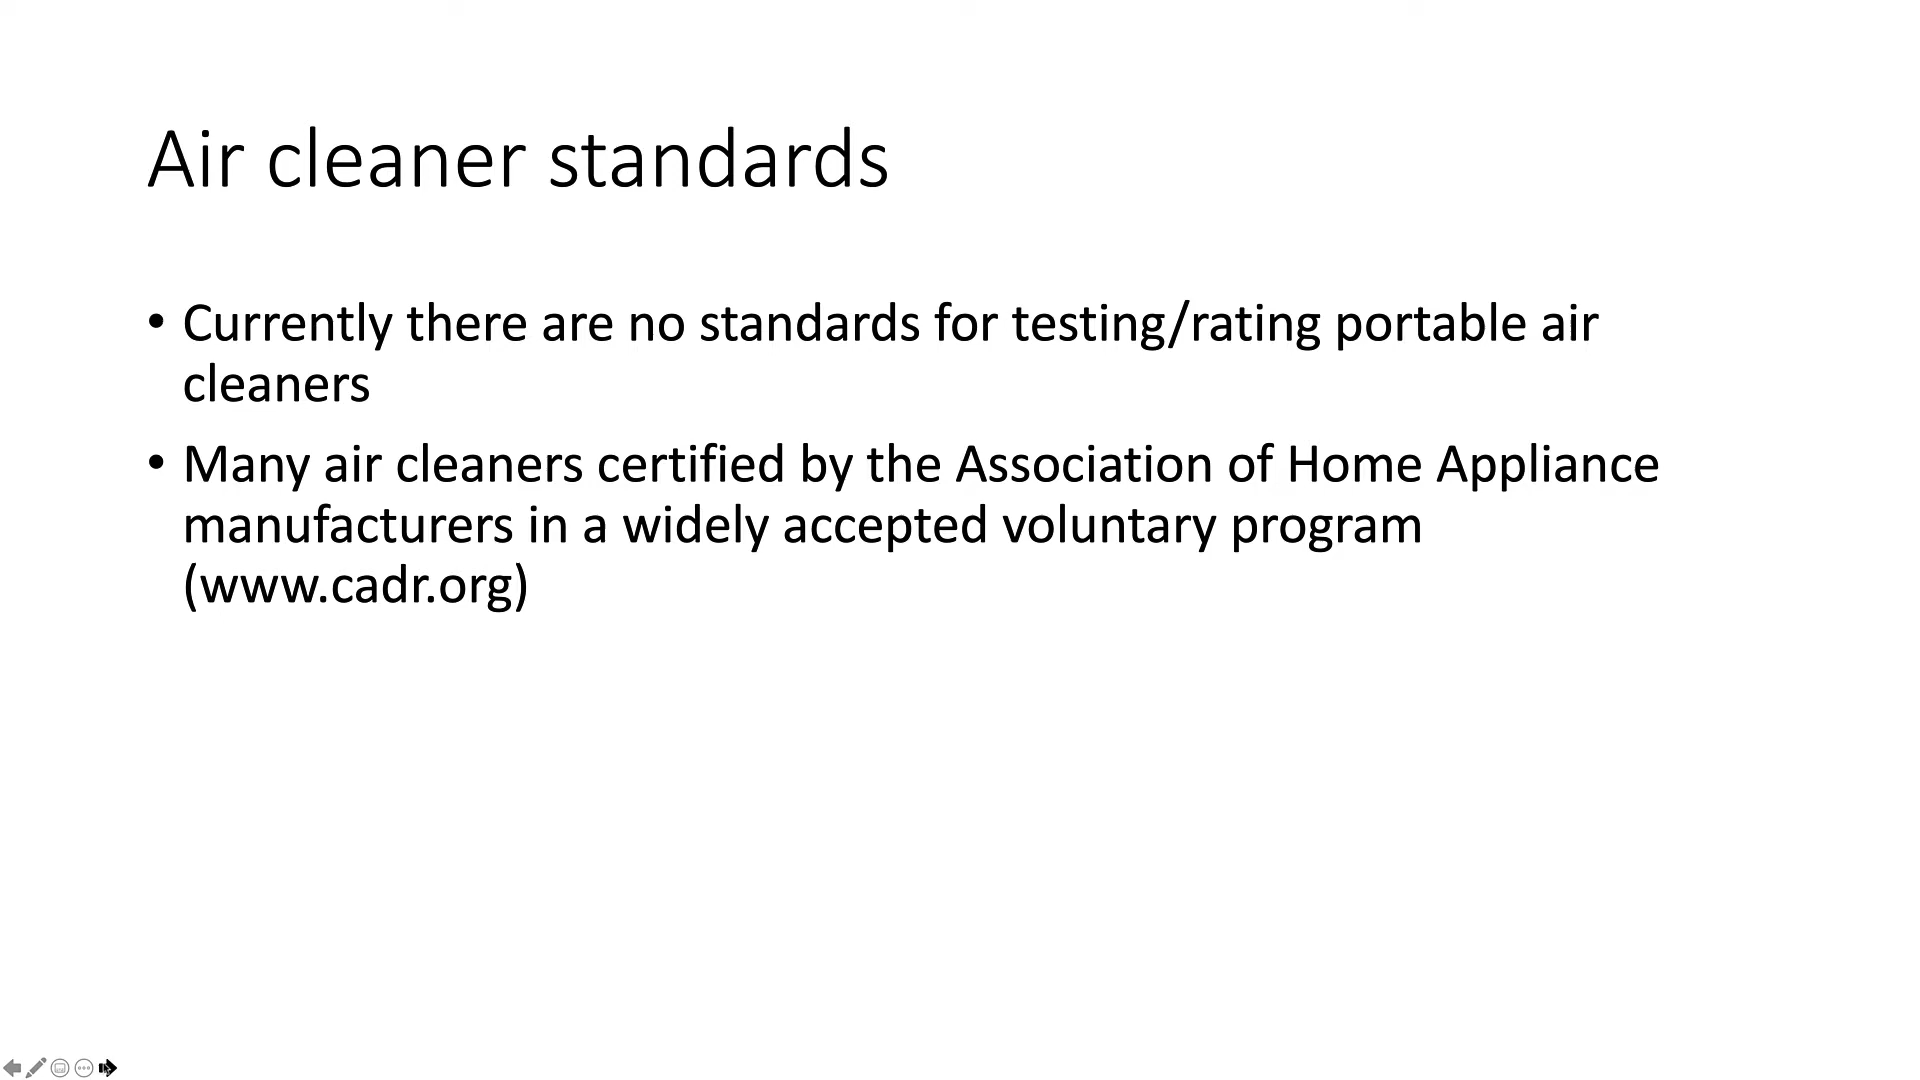 Air cleaner standards
• Currently there are no standards for testing/rating portable air
cleaners
• Many air cleaners certified by the Association of Home Appliance
manufacturers in a widely accepted voluntary program
(www.cadr.org)